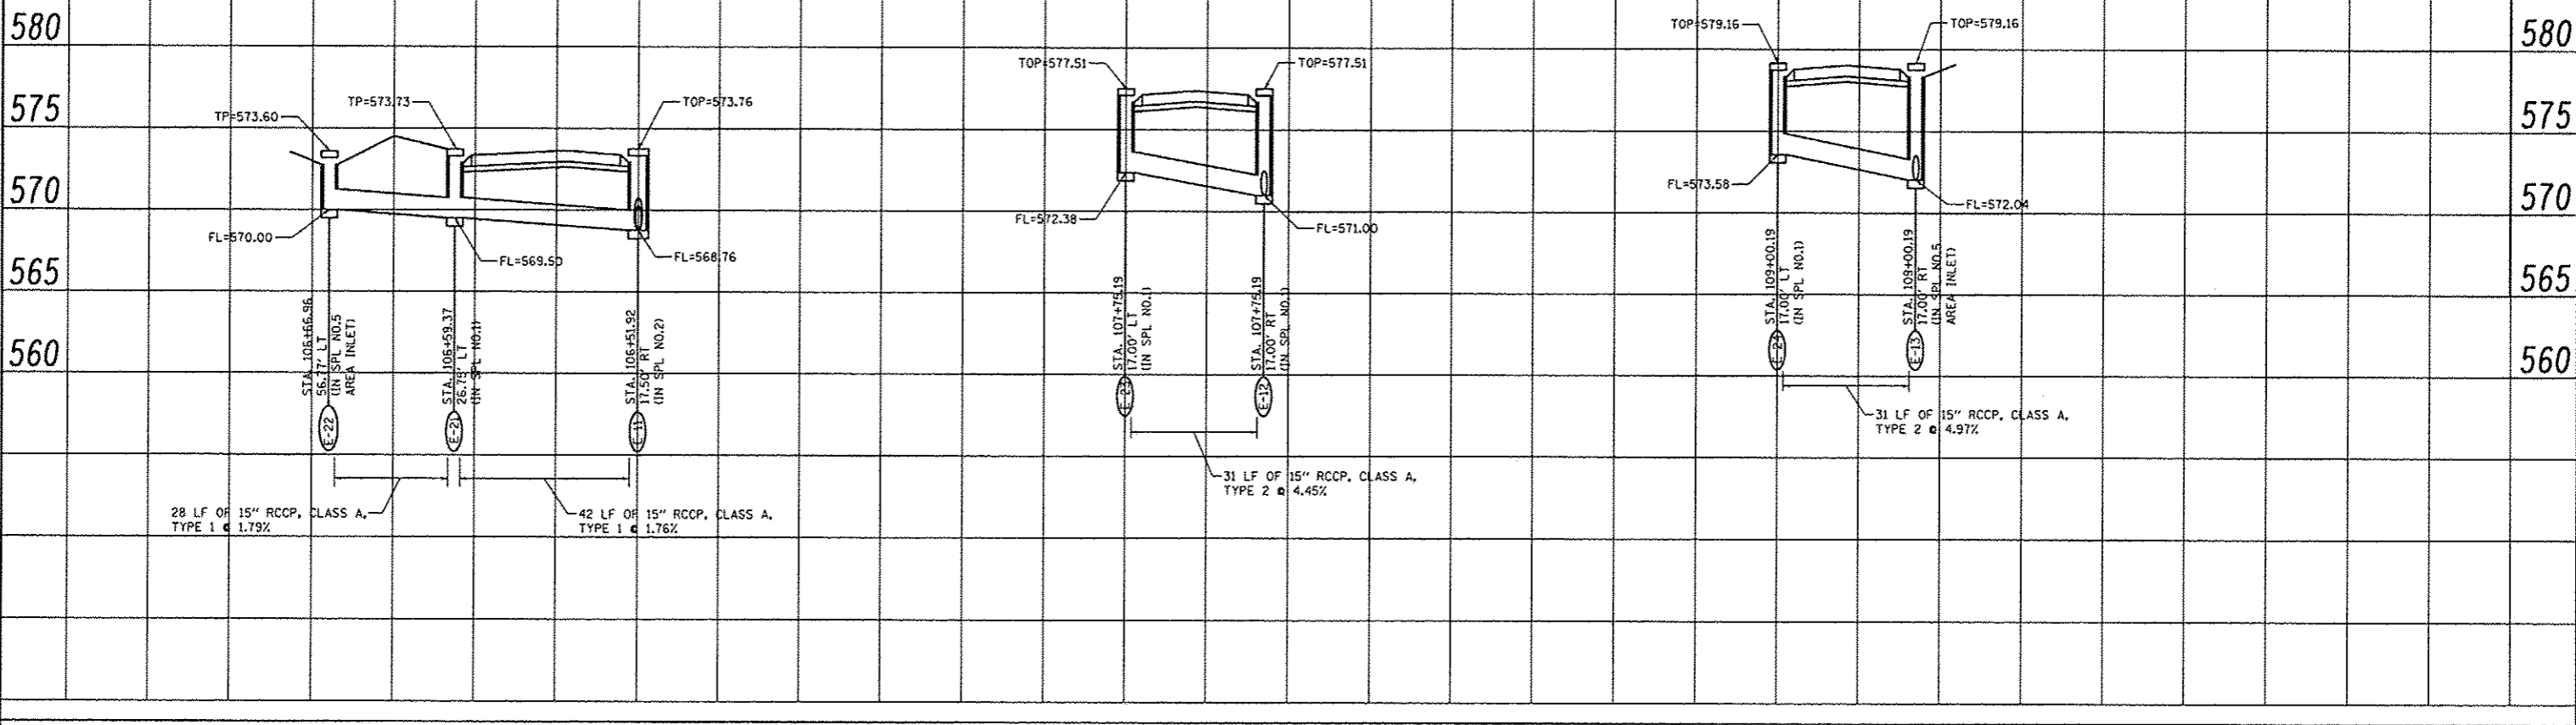 580
575
570
565
560
TP=573.60
TP=573.73
TOP=573.76
FL=570.00
FL=569.50
FL=568.76
STA. 106+66.96
56.77' LT
(IN SPL NO.5
AREA INLET)
E-22
STA. 106+59.37
26.75' LT
(IN SPL NO.1)
E-21
STA. 106+51.92
17.50' RT
(IN SPL NO.2)
E-11
28 LF OF 15" RCCP, CLASS A,
TYPE 1 @ 1.79%
42 LF OF 15" RCCP, CLASS A,
TYPE 1 @ 1.76%
TOP=577.51
TOP=577.51
FL=572.38
FL=571.00
STA. 107+75.19
17.00' LT
(IN SPL NO.1)
E-23
STA. 107+75.19
17.00' RT
(IN SPL NO.1)
E-12
31 LF OF 15" RCCP, CLASS A,
TYPE 2 @ 4.45%
TOP=579.16
TOP=579.16
FL=573.58
FL=572.04
STA. 109+00.19
17.00' LT
(IN SPL NO.1)
E-24
STA. 109+00.19
17.00' RT
(IN SPL NO.5
AREA INLET)
E-13
31 LF OF 15" RCCP, CLASS A,
TYPE 2 @ 4.97%
580
575
570
565
560